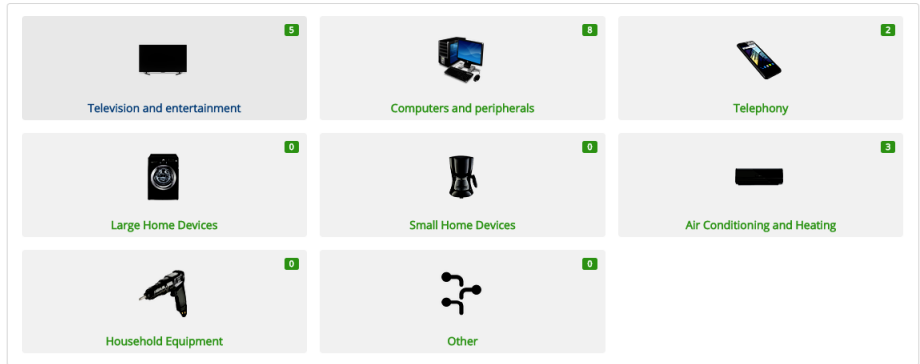 5
Television and entertainment
8
Computers and peripherals
2
Telephony
0
Large Home Devices
0
Small Home Devices
3
Air Conditioning and Heating
0
Household Equipment
0
Other